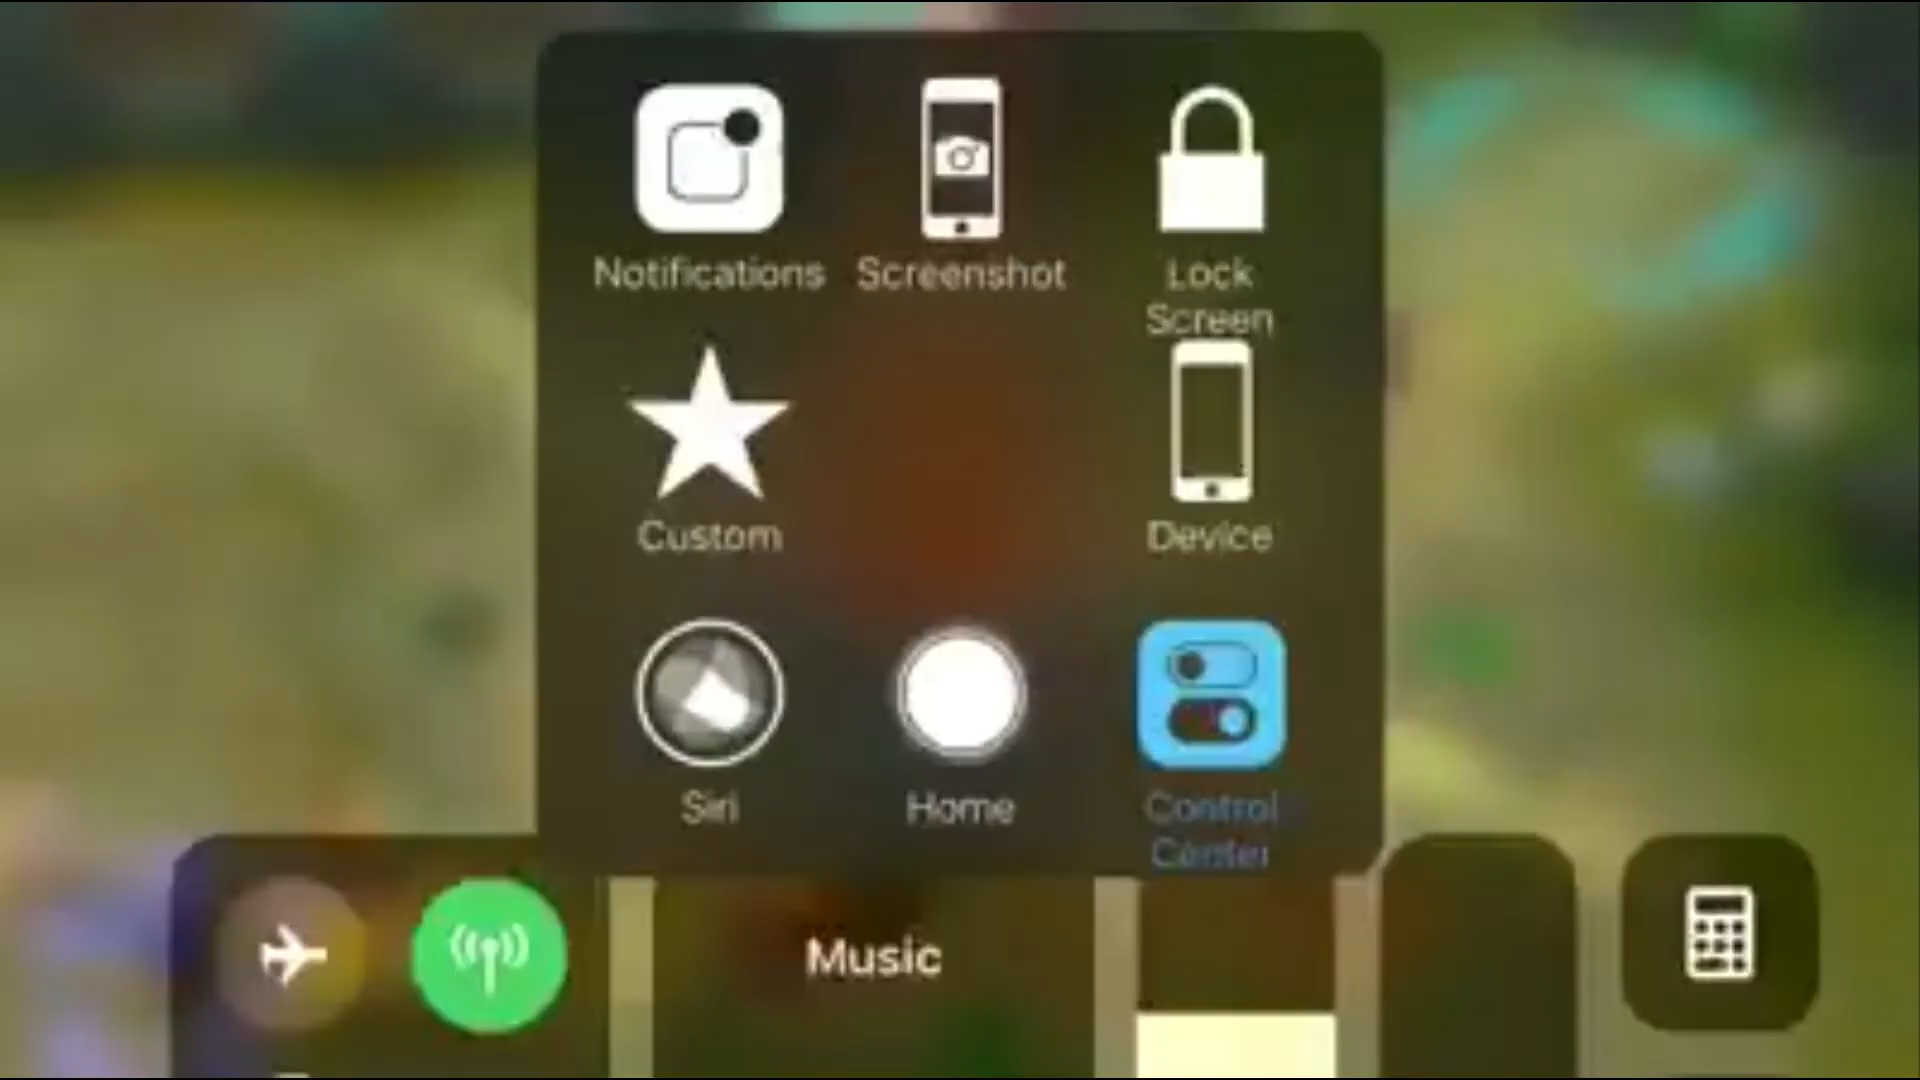 Notifications
Screenshot
Lock
Screen
Custom
Device
Siri
Home
Control
Center
Music